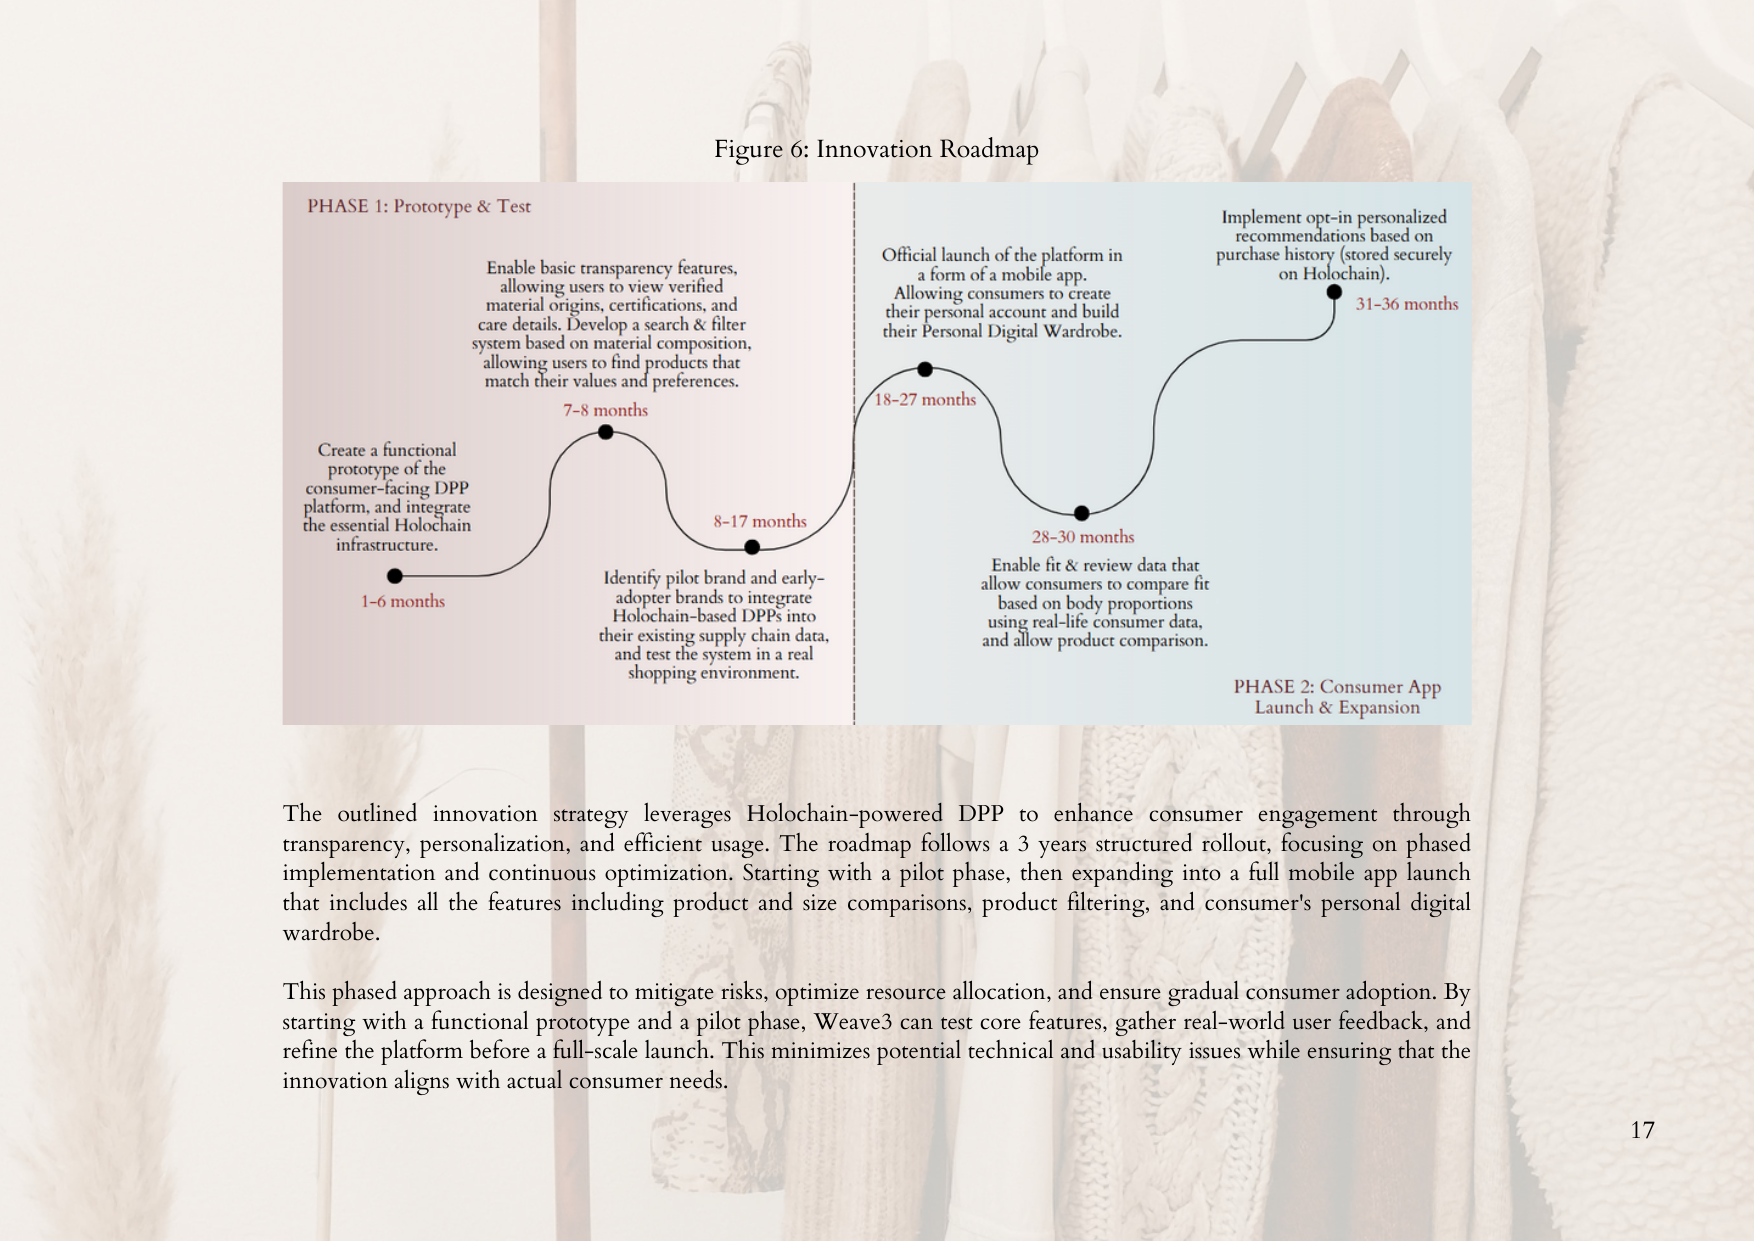 Figure 6: Innovation Roadmap
PHASE 1: Prototype & Test
Create a functional
prototype of the
consumer-facing DPP
platform, and integrate
the essential Holochain
infrastructure.
1-6 months
Enable basic transparency features,
allowing users to view verified
material origins, certifications, and
care details. Develop a search & filter
system based on material composition,
allowing users to find products that
match their values and preferences.
7-8 months
8-17 months
Identify pilot brand and early-
adopter brands to integrate
Holochain-based DPPs into
their existing supply chain data,
and test the system in a real
shopping environment.
Official launch of the platform in
a form of a mobile app.
Allowing consumers to create
their personal account and build
their Personal Digital Wardrobe.
18-27 months
28-30 months
Enable fit & review data that
allow consumers to compare fit
based on body proportions
using real-life consumer data,
and allow product comparison.
Implement opt-in personalized
recommendations based on
purchase history (stored securely
on Holochain).
31-36 months
PHASE 2: Consumer App
Launch & Expansion
The outlined innovation strategy leverages Holochain-powered DPP to enhance consumer engagement through
transparency, personalization, and efficient usage. The roadmap follows a 3 years structured rollout, focusing on phased
implementation and continuous optimization. Starting with a pilot phase, then expanding into a full mobile app launch
that includes all the features including product and size comparisons, product filtering, and consumer's personal digital
wardrobe.
This phased approach is designed to mitigate risks, optimize resource allocation, and ensure gradual consumer adoption. By
starting with a functional prototype and a pilot phase, Weave3 can test core features, gather real-world user feedback, and
refine the platform before a full-scale launch. This minimizes potential technical and usability issues while ensuring that the
innovation aligns with actual consumer needs.
17